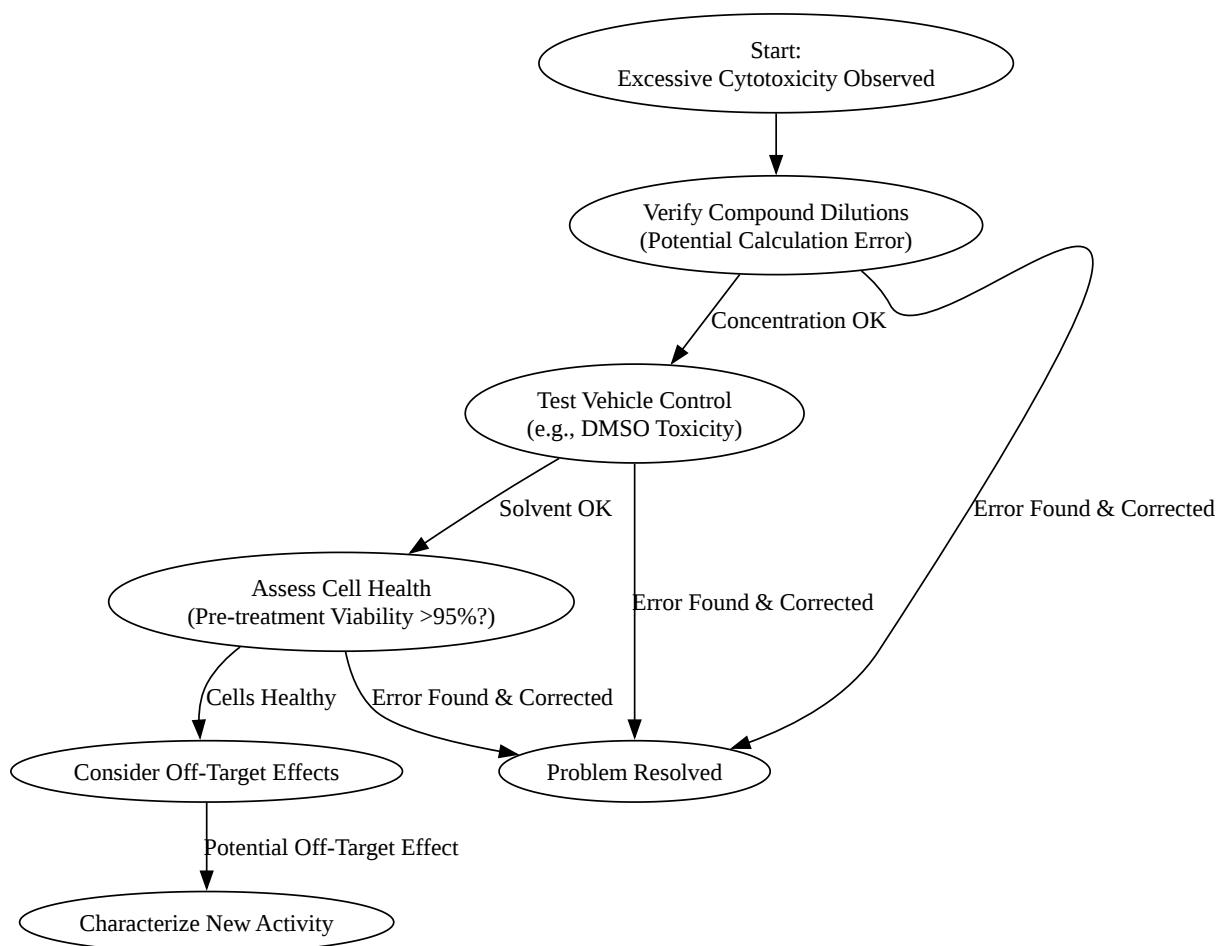 Start:
Excessive Cytotoxicity Observed
Verify Compound Dilutions
(Potential Calculation Error)
Concentration OK
Test Vehicle Control
(e.g., DMSO Toxicity)
Solvent OK
Error Found & Corrected
Assess Cell Health
(Pre-treatment Viability >95%?)
Error Found & Corrected
Cells Healthy
Error Found & Corrected
Consider Off-Target Effects
Problem Resolved
Potential Off-Target Effect
Characterize New Activity